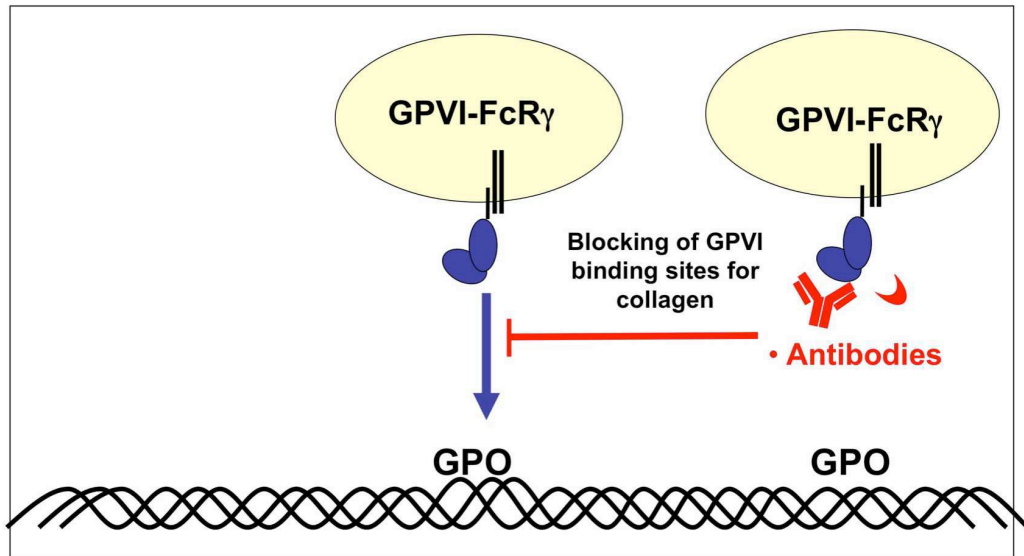 GPVI-FcRγ
GPVI-FcRγ
Blocking of GPVI
binding sites for
collagen
• Antibodies
GPO
GPO